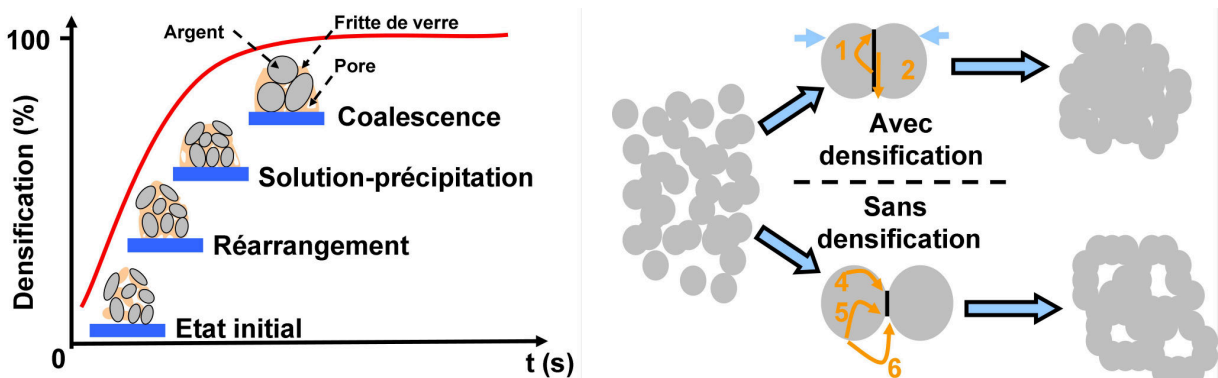 100
Densification (%)
0
t (s)
Argent
Fritte de verre
Pore
Coalescence
Solution-précipitation
Réarrangement
Etat initial
1
2
Avec
densification
Sans
densification
4
5
6